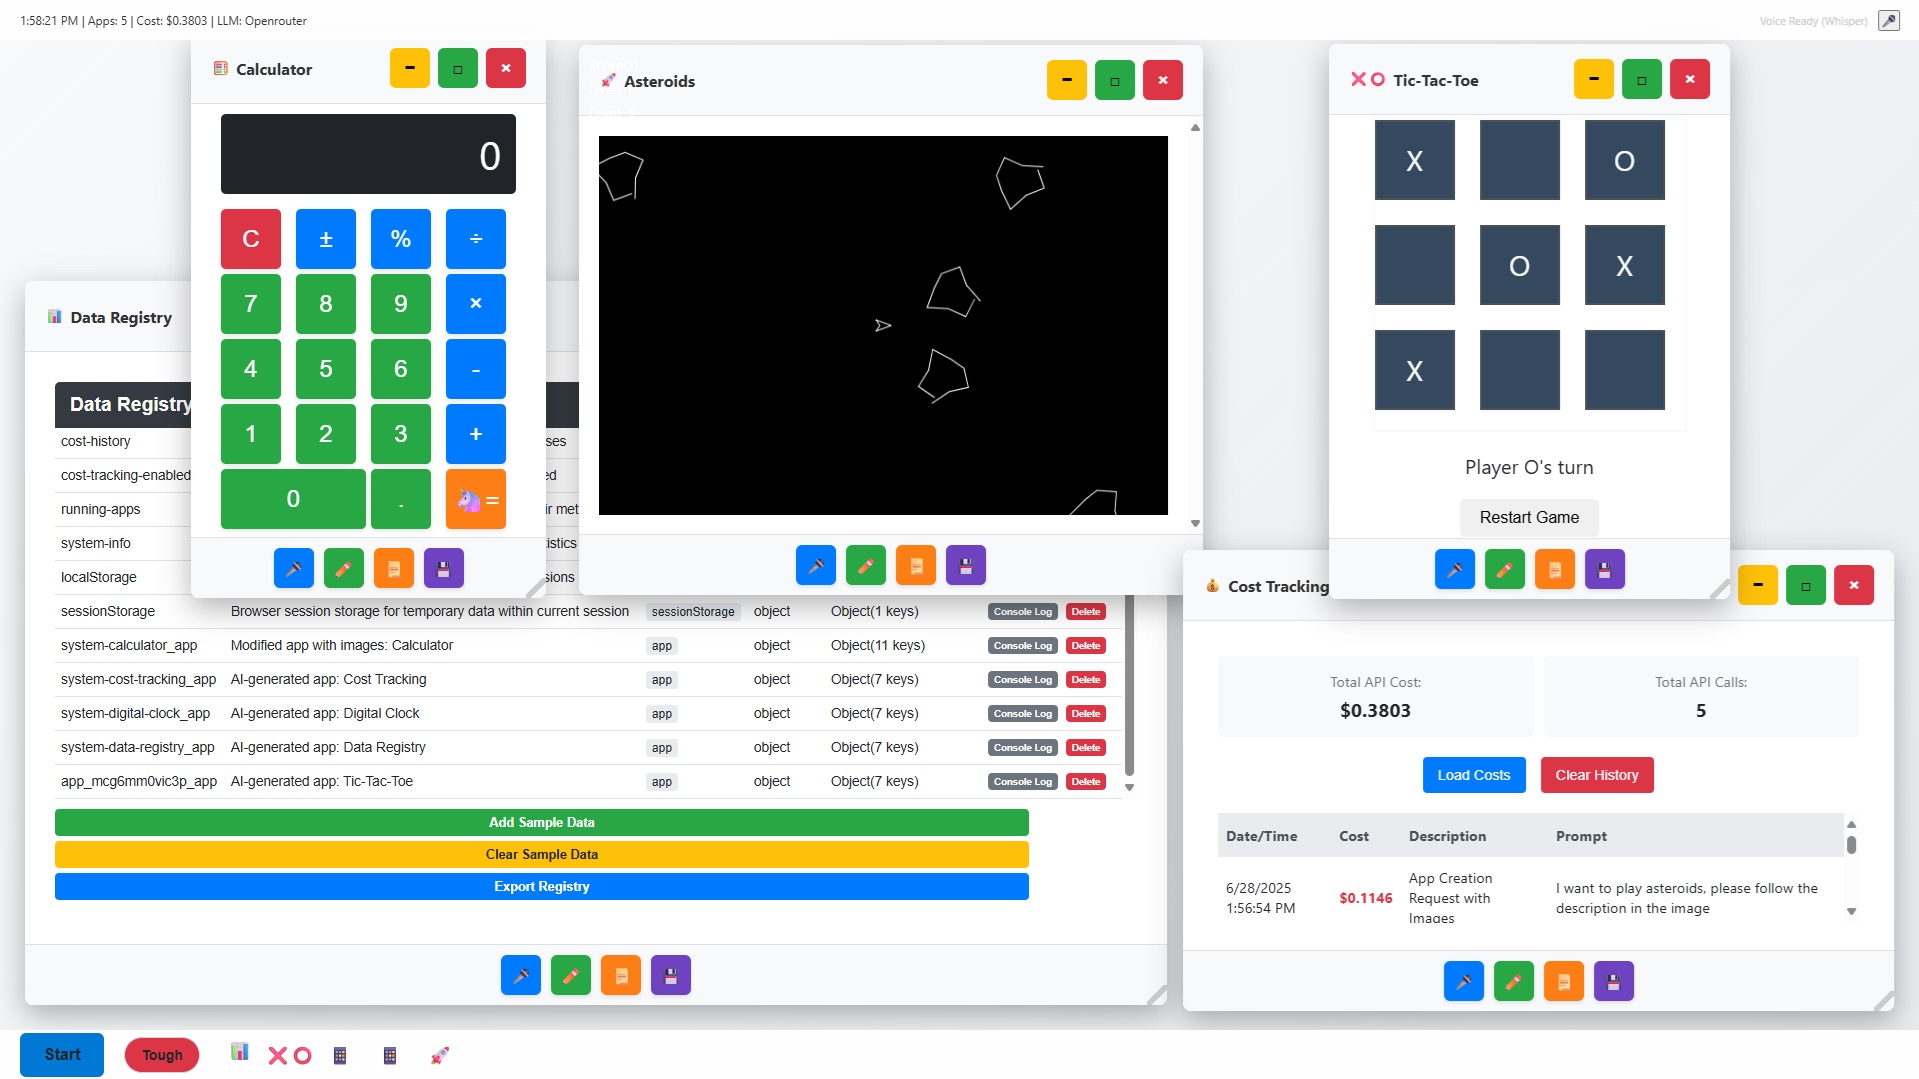 1:58:21 PM | Apps: 5 | Cost: $0.3803 | LLM: Openrouter
Voice Ready (Whisper)
Calculator
0
C ± % ÷
7 8 9 ×
4 5 6 -
1 2 3 +
0 . =
Asteroids
Tic-Tac-Toe
X O
O X
X
Player O's turn
Restart Game
Data Registry
Data Registry
cost-history ses
cost-tracking-enabled ed
running-apps ir met
system-info tistics
localStorage sions
sessionStorage Browser session storage for temporary data within current session sessionStorage object Object(1 keys) Console Log Delete
system-calculator_app Modified app with images: Calculator app object Object(11 keys) Console Log Delete
system-cost-tracking_app AI-generated app: Cost Tracking app object Object(7 keys) Console Log Delete
system-digital-clock_app AI-generated app: Digital Clock app object Object(7 keys) Console Log Delete
system-data-registry_app AI-generated app: Data Registry app object Object(7 keys) Console Log Delete
app_mcg6mm0vic3p_app AI-generated app: Tic-Tac-Toe app object Object(7 keys) Console Log Delete
Add Sample Data
Clear Sample Data
Export Registry
Cost Tracking
Total API Cost:
$0.3803
Total API Calls:
5
Load Costs
Clear History
Date/Time Cost Description Prompt
6/28/2025
1:56:54 PM
$0.1146
App Creation
Request with
Images
I want to play asteroids, please follow the
description in the image
Start
Tough